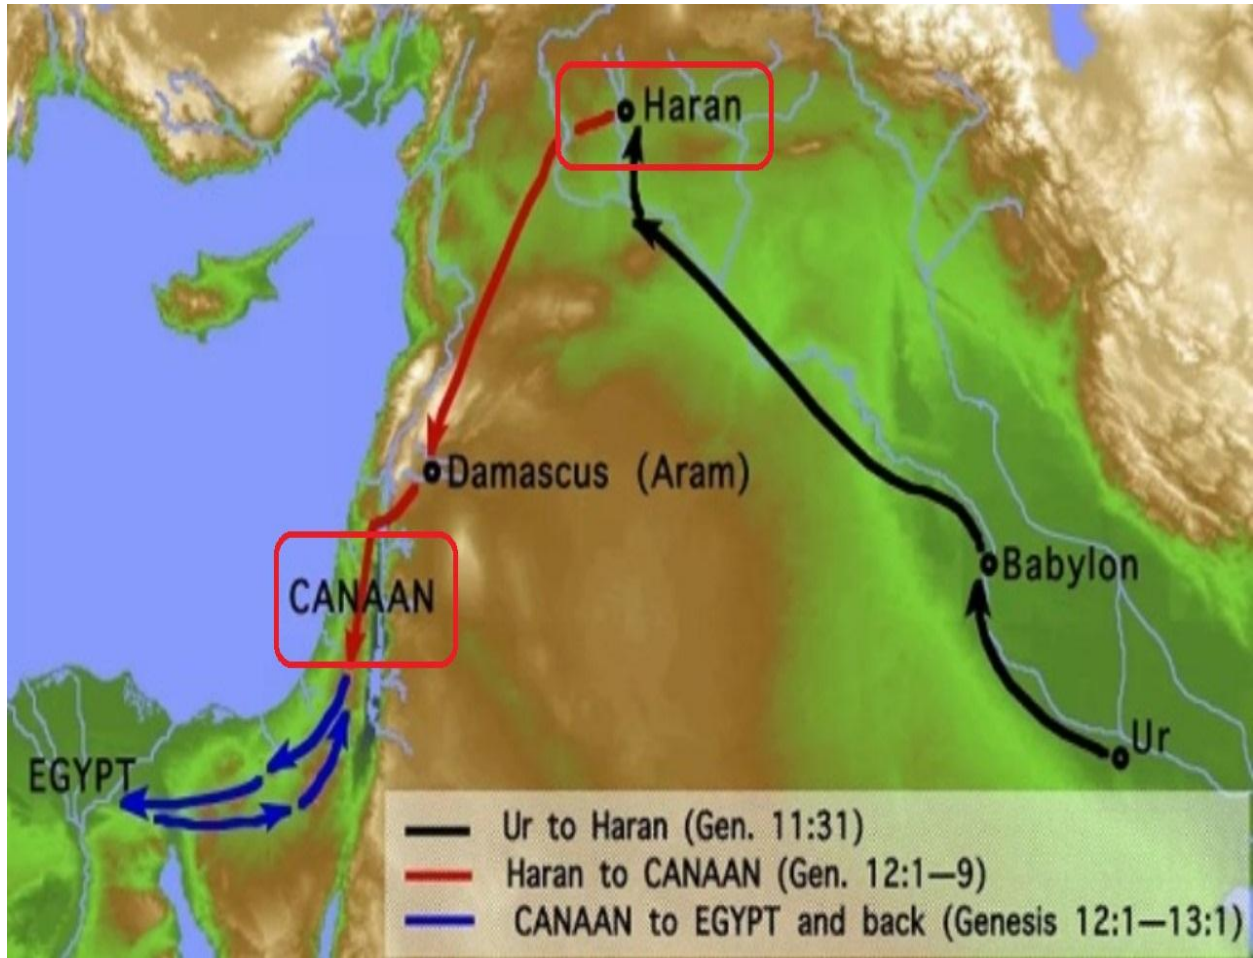 Haran
Damascus (Aram)
CANAAN
Babylon
Ur
EGYPT
Ur to Haran (Gen. 11:31)
Haran to CANAAN (Gen. 12:1—9)
CANAAN to EGYPT and back (Genesis 12:1—13:1)